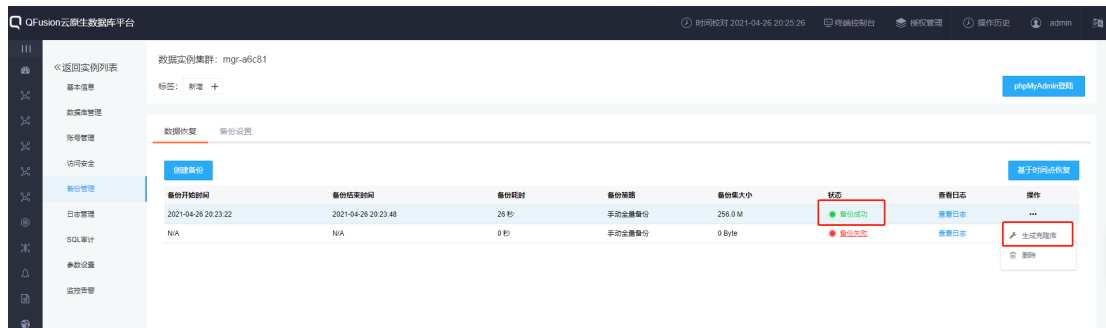 QFusion云原生数据库平台
时间校对 2021-04-26 20:25:26 终端控制台 授权管理 操作历史 admin
≪返回实例列表
基本信息
数据库管理
账号管理
访问安全
备份管理
日志管理
SQL审计
参数设置
监控告警
数据实例集群：mgr-a6c81
标签： 新增 +
phpMyAdmin登陆
数据恢复 备份设置
创建备份 基于时间点恢复
备份开始时间 备份结束时间 备份耗时 备份策略 备份集大小 状态 查看日志 操作
2021-04-26 20:23:22 2021-04-26 20:23:48 26 秒 手动全量备份 256.0 M 备份成功 查看日志 ...
N/A N/A 0 秒 手动全量备份 0 Byte 备份失败 查看日志
生成克隆库
删除